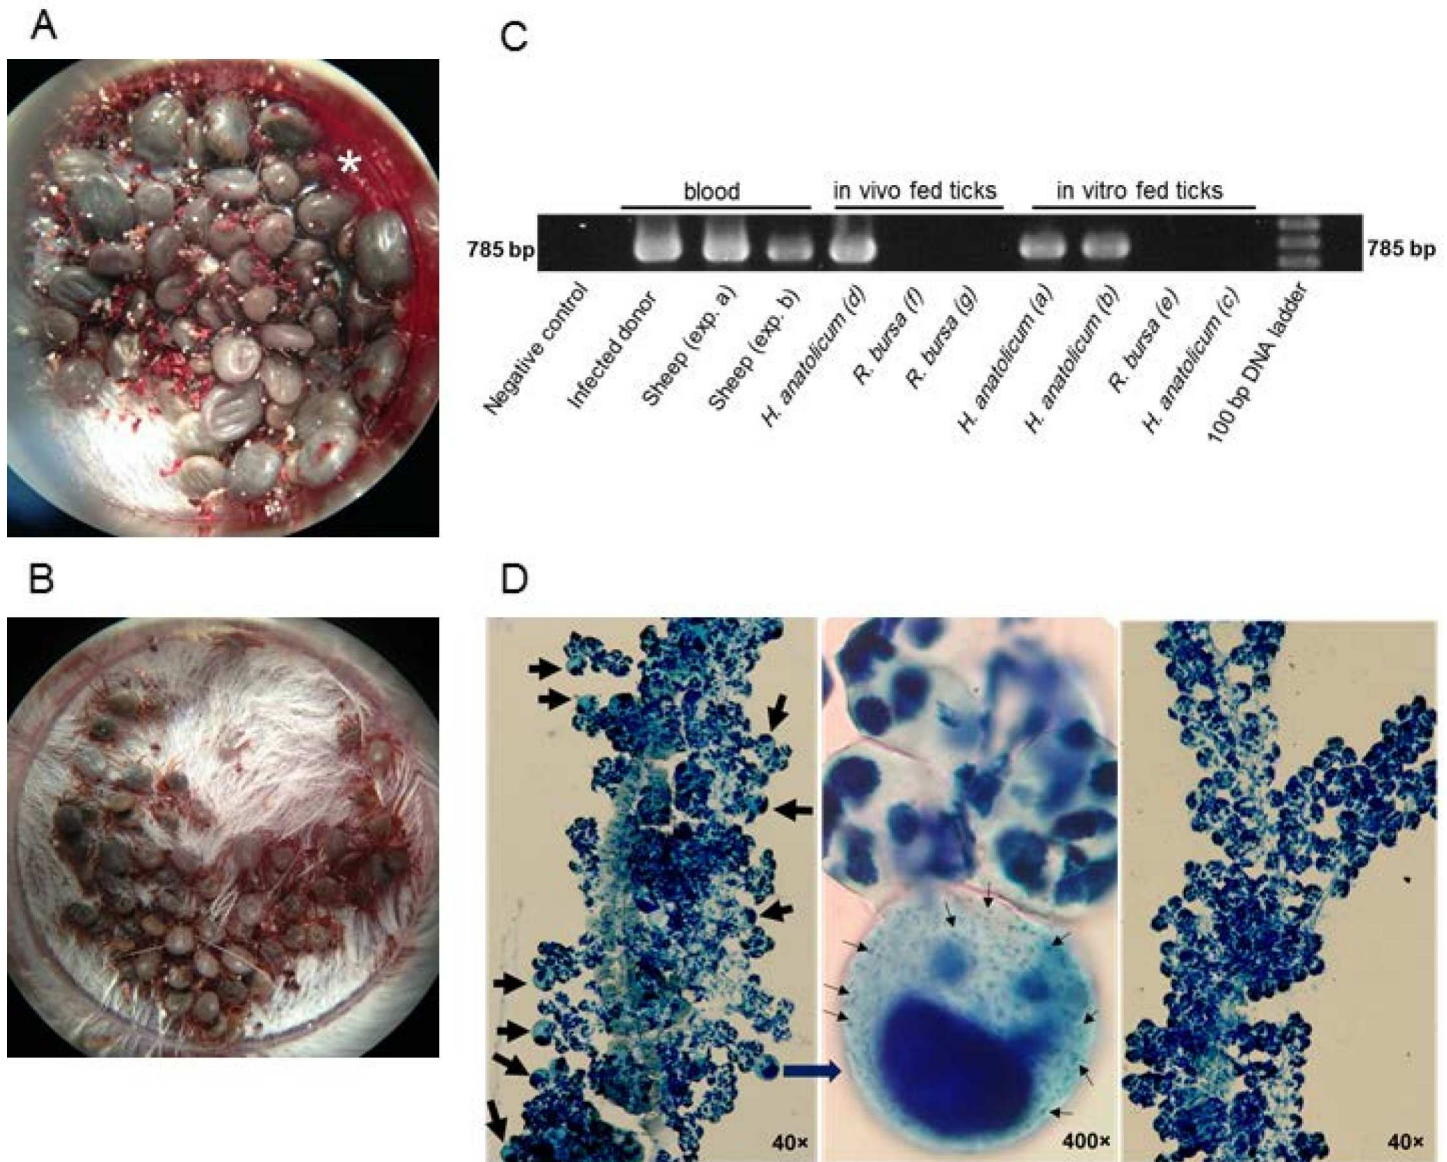 A
C
blood
in vivo fed ticks
in vitro fed ticks
*
785 bp
785 bp
Negative control
Infected donor
Sheep (exp. a)
Sheep (exp. b)
H. anatolicum (d)
R. bursa (f)
R. bursa (g)
H. anatolicum (a)
H. anatolicum (b)
R. bursa (e)
H. anatolicum (c)
100 bp DNA ladder
B
D
40×
400×
40×